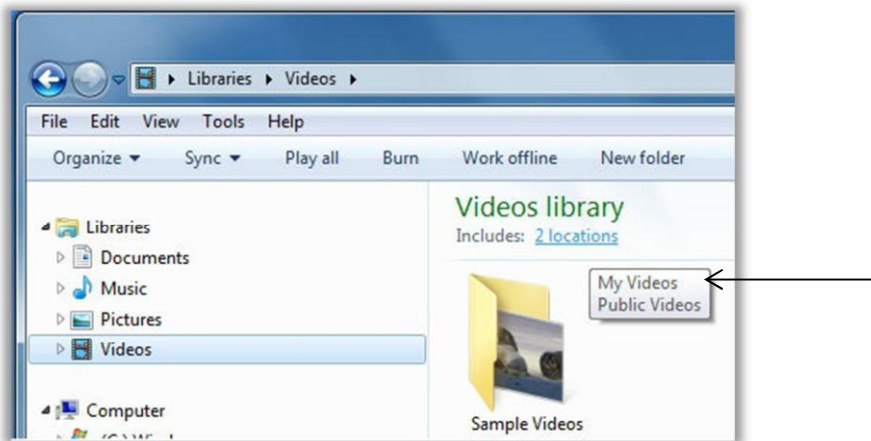 Libraries Videos
File Edit View Tools Help
Organize Sync Play all Burn Work offline New folder
Libraries
Documents
Music
Pictures
Videos
Computer
Videos library
Includes: 2 locations
My Videos
Public Videos
Sample Videos